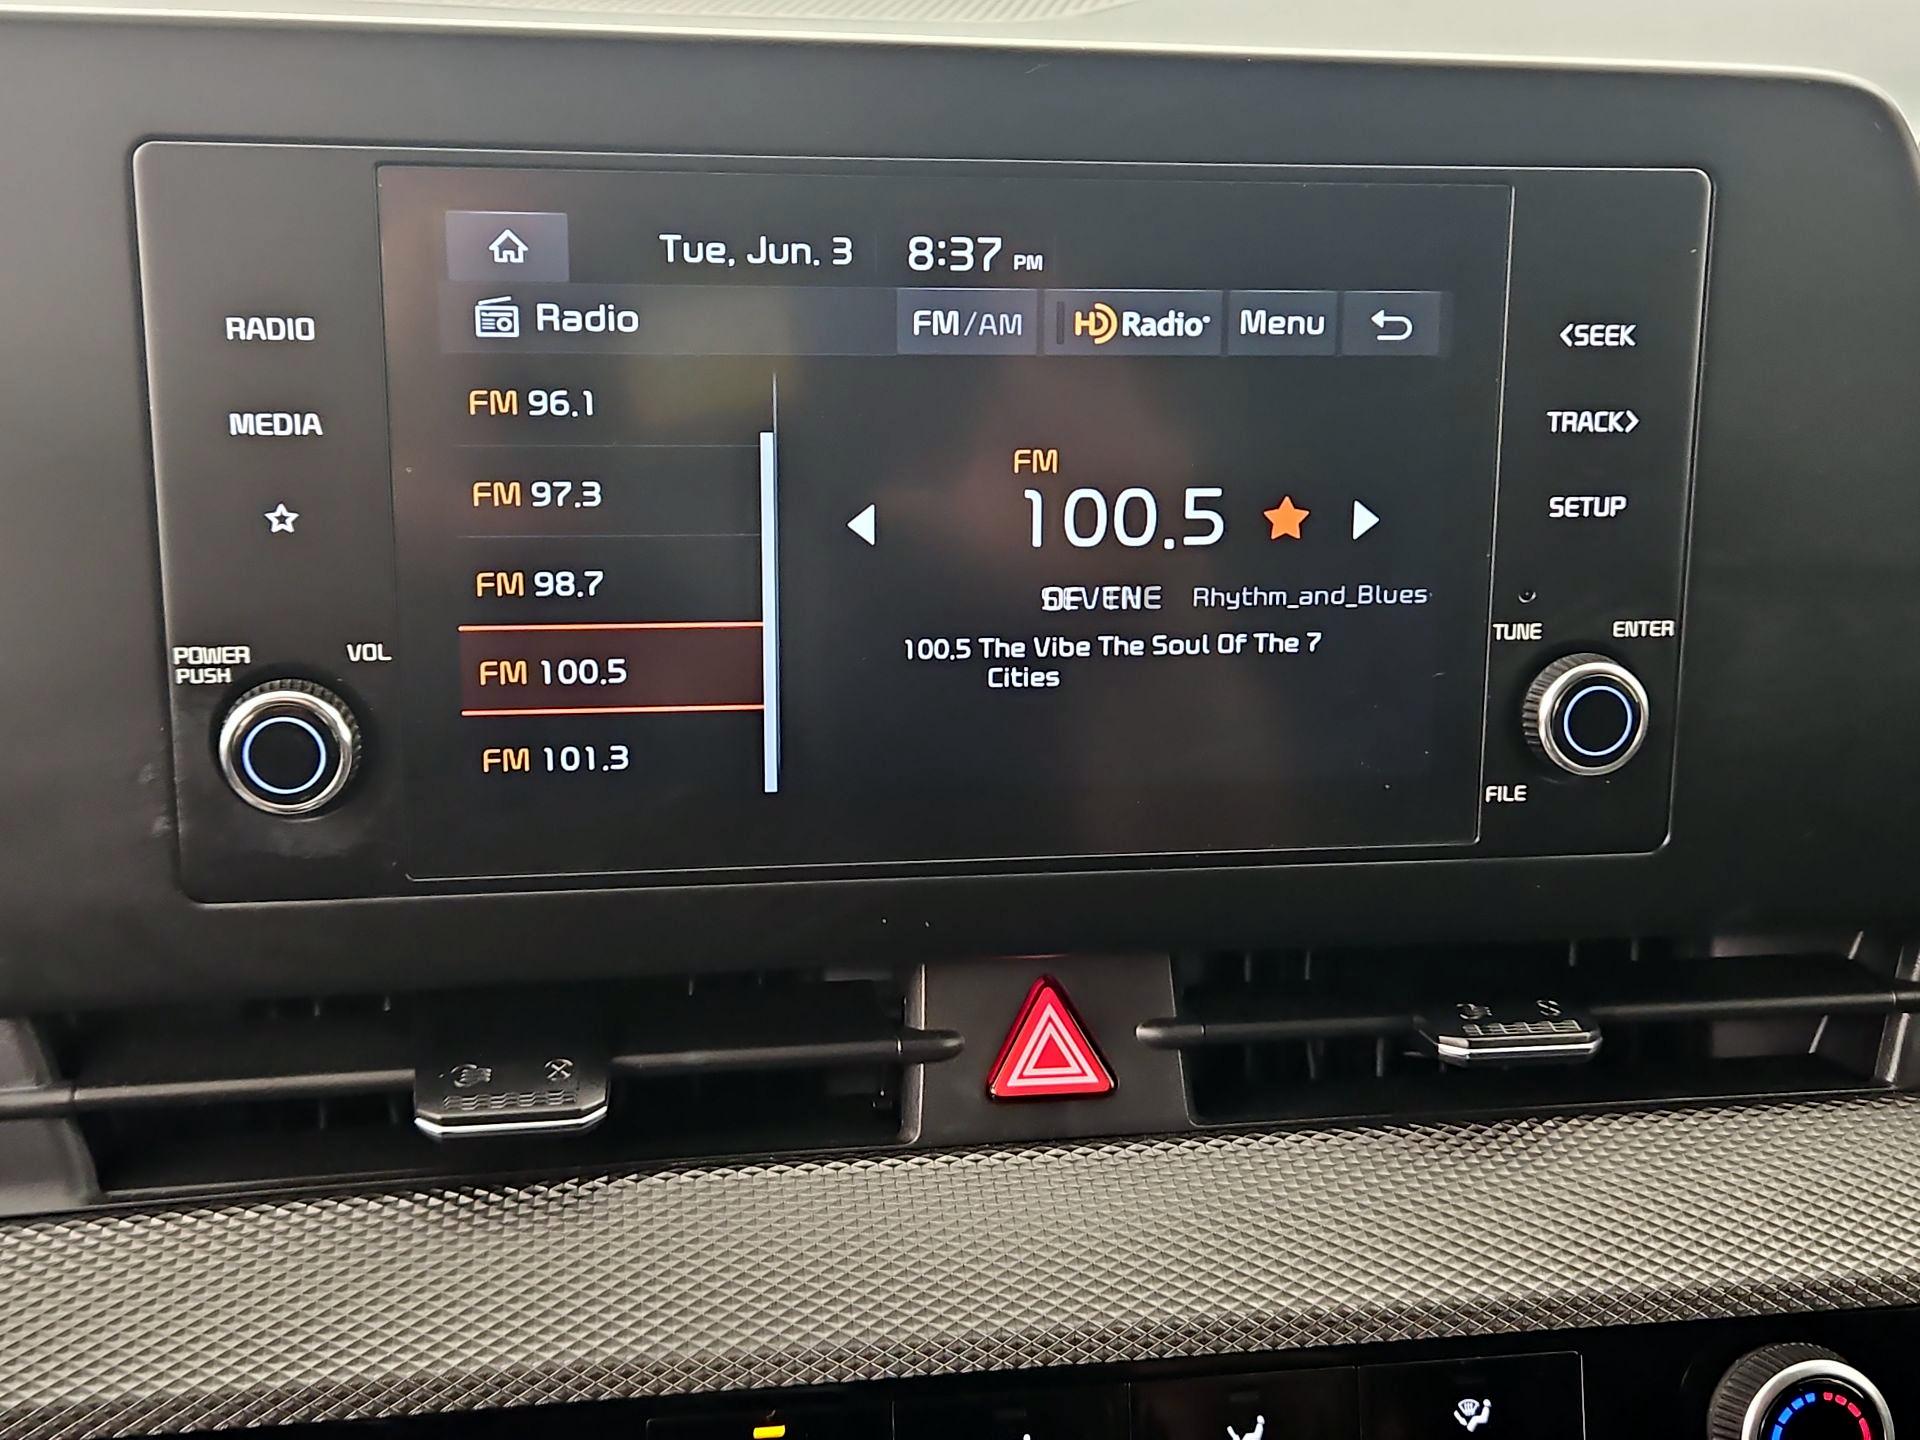 Tue, Jun. 3 8:37 PM
Radio FM/AM HD Radio Menu
RADIO
MEDIA
POWER PUSH
VOL
FM 96.1
FM 97.3
FM 98.7
FM 100.5
FM 101.3
FM
100.5
Rhythm_and_Blues
100.5 The Vibe The Soul Of The 7
Cities
<SEEK
TRACK>
SETUP
TUNE
ENTER
FILE